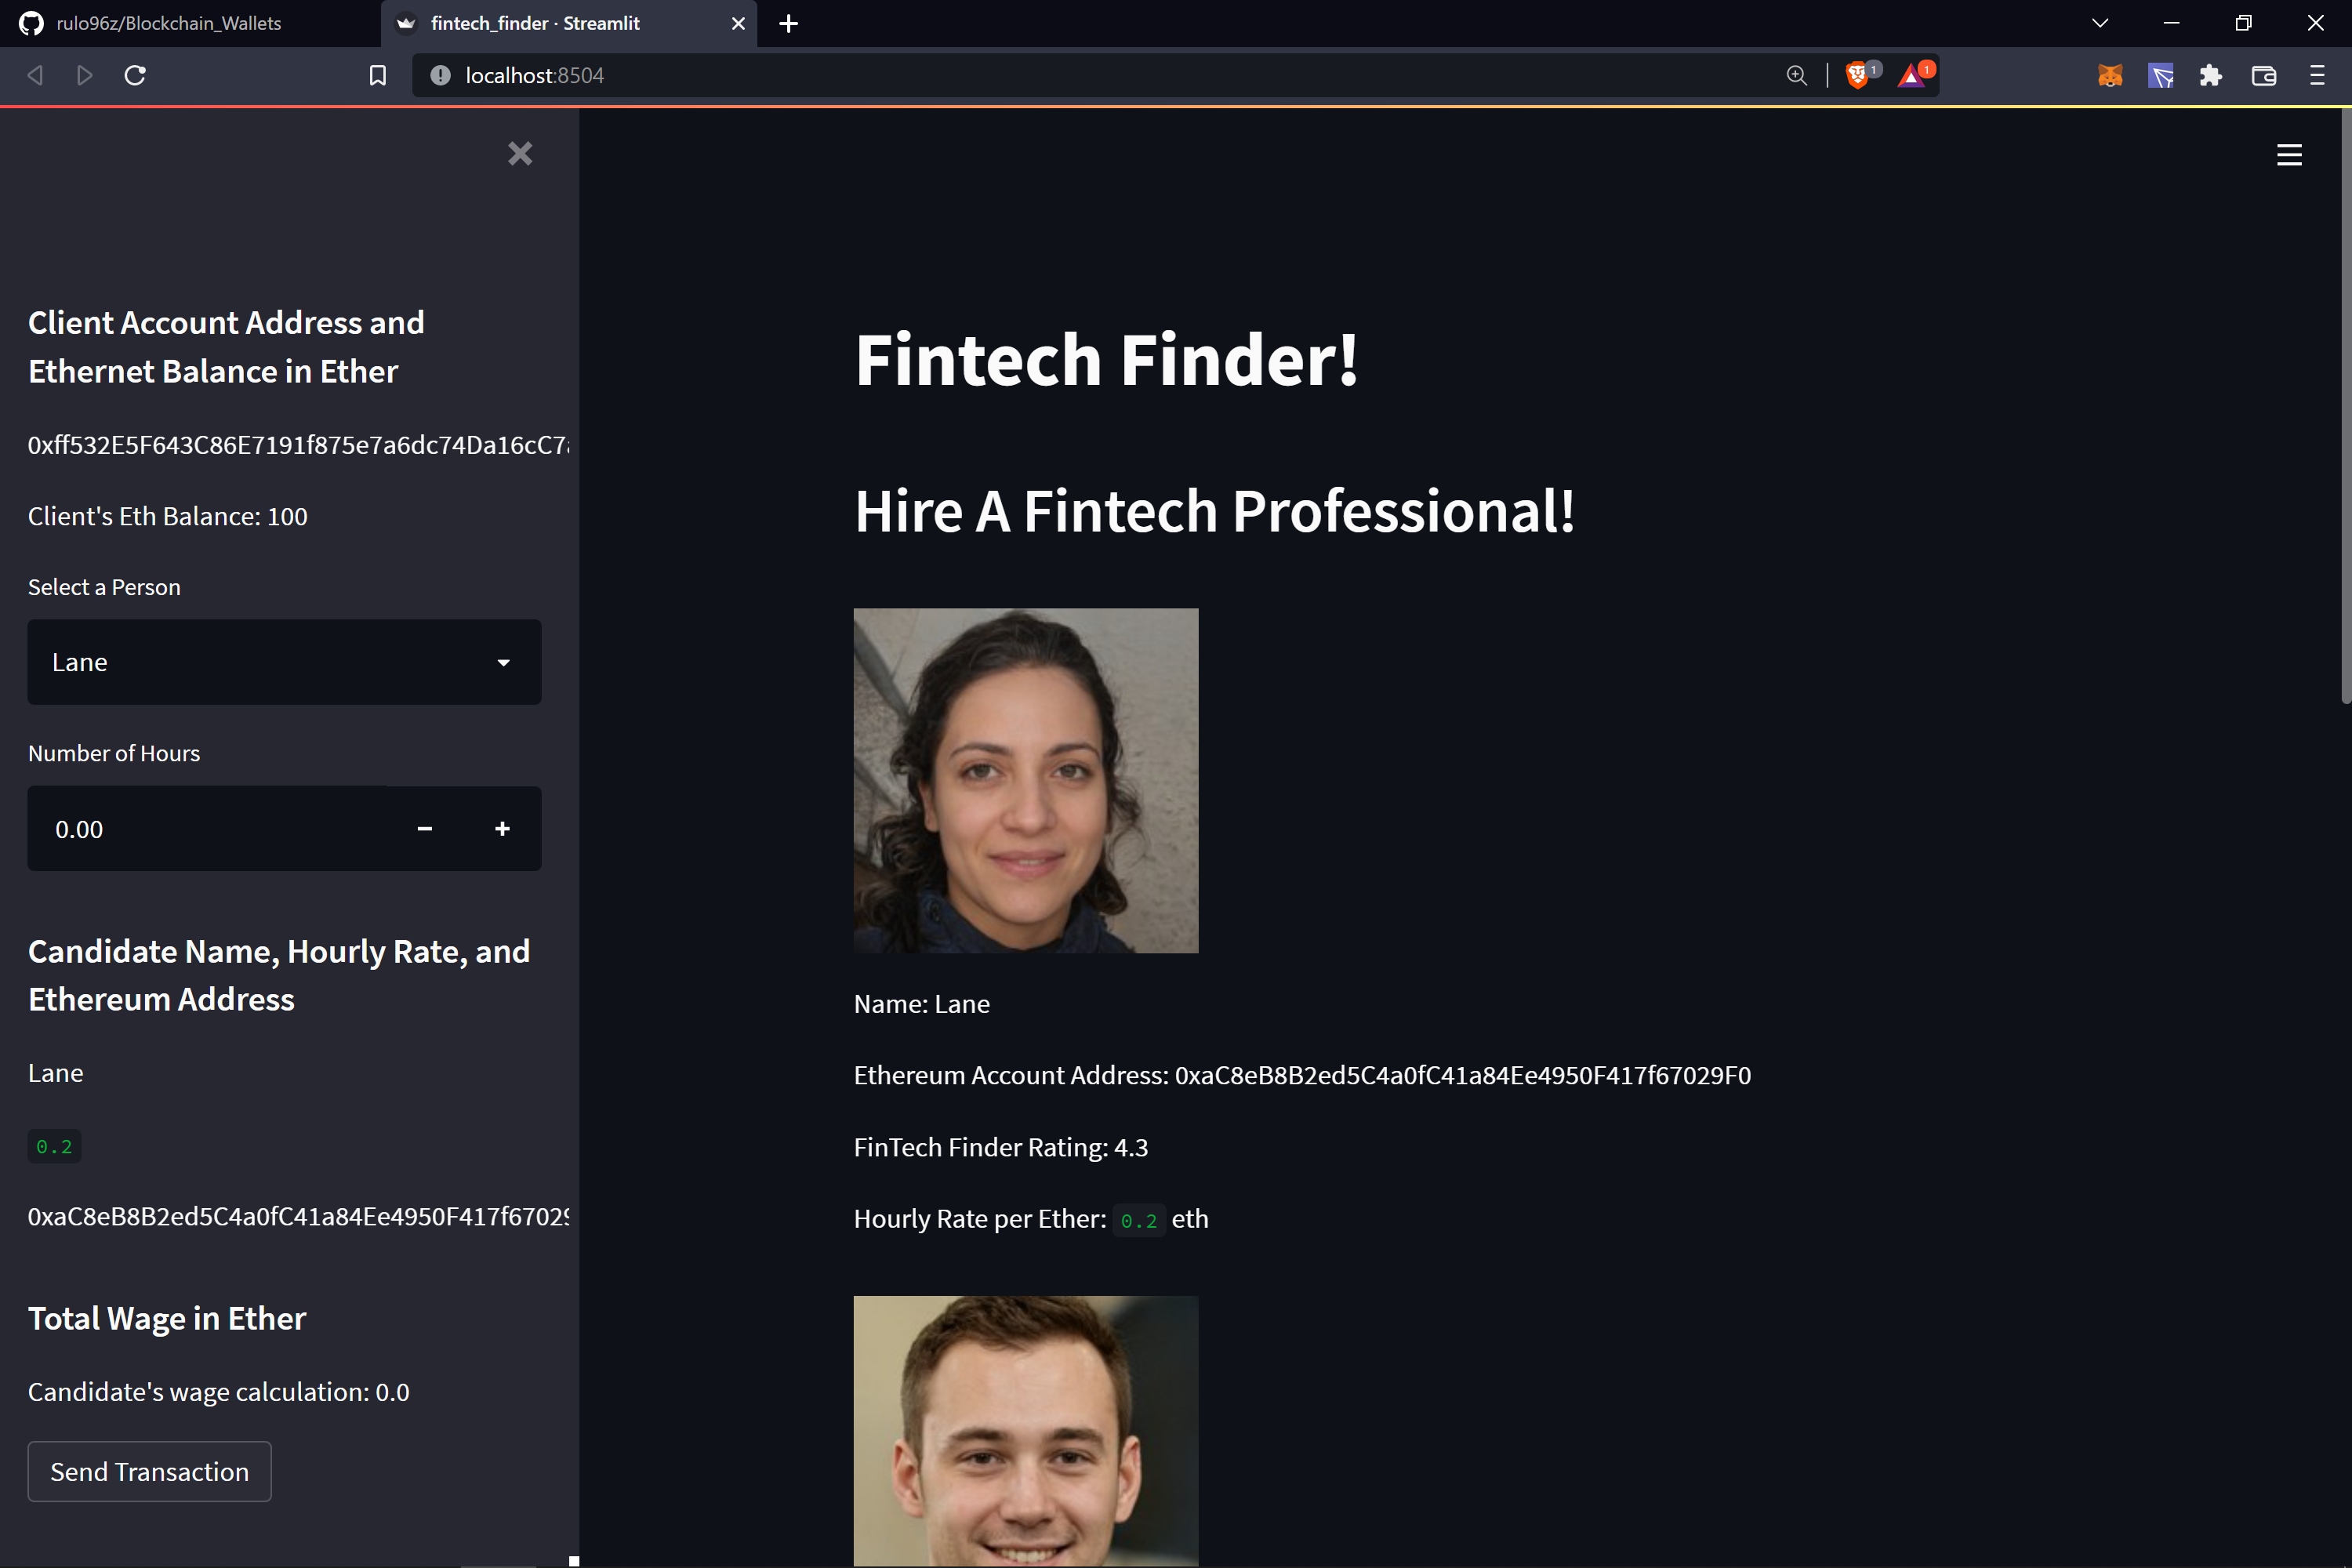 rulo96z/Blockchain_Wallets
fintech_finder · Streamlit
localhost:8504
1
1
Client Account Address and
Ethernet Balance in Ether
0xff532E5F643C86E7191f875e7a6dc74Da16cC7
Client's Eth Balance: 100
Select a Person
Lane
Number of Hours
0.00
Candidate Name, Hourly Rate, and
Ethereum Address
Lane
0.2
0xaC8eB8B2ed5C4a0fC41a84Ee4950F417f67029
Total Wage in Ether
Candidate's wage calculation: 0.0
Send Transaction
Fintech Finder!
Hire A Fintech Professional!
Name: Lane
Ethereum Account Address: 0xaC8eB8B2ed5C4a0fC41a84Ee4950F417f67029F0
FinTech Finder Rating: 4.3
Hourly Rate per Ether: 0.2 eth